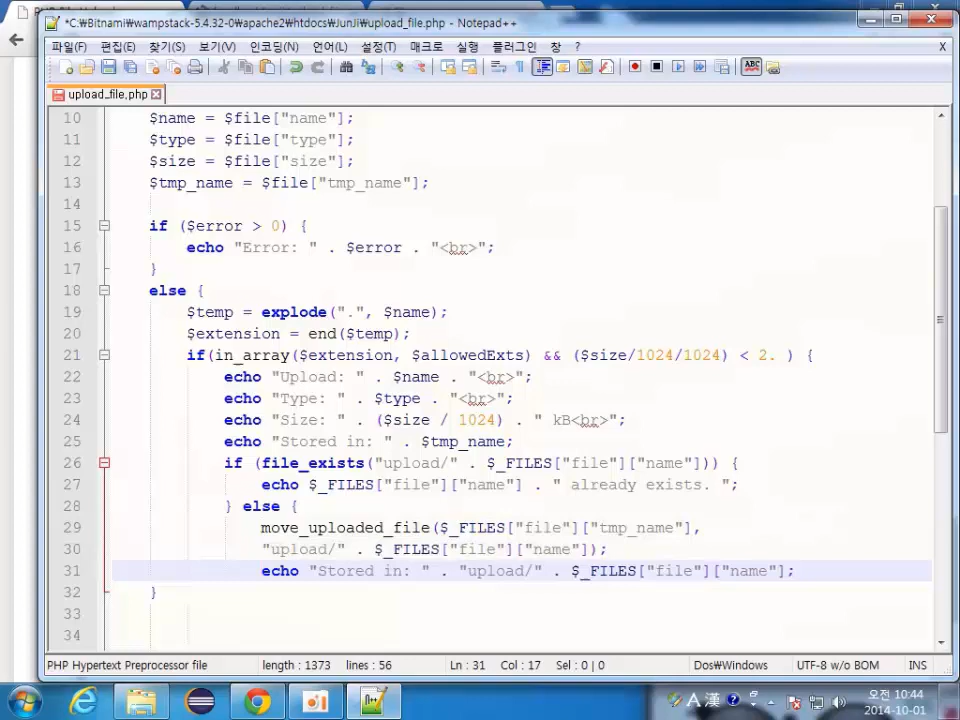 *C:₩Bitnami₩wampstack-5.4.32-0₩apache2₩htdocs₩JunJi₩upload_file.php - Notepad++
파일(F) 편집(E) 찾기(S) 보기(V) 인코딩(N) 언어(L) 설정(T) 매크로 실행 플러그인 창 ? X
upload_file.php
10 $name = $file["name"];
11 $type = $file["type"];
12 $size = $file["size"];
13 $tmp_name = $file["tmp_name"];
14
15 if ($error > 0) {
16 echo "Error: " . $error . "<br>";
17 }
18 else {
19 $temp = explode(".", $name);
20 $extension = end($temp);
21 if(in_array($extension, $allowedExts) && ($size/1024/1024) < 2. ) {
22 echo "Upload: " . $name . "<br>";
23 echo "Type: " . $type . "<br>";
24 echo "Size: " . ($size / 1024) . " kB<br>";
25 echo "Stored in: " . $tmp_name;
26 if (file_exists("upload/" . $_FILES["file"]["name"])) {
27 echo $_FILES["file"]["name"] . " already exists. ";
28 } else {
29 move_uploaded_file($_FILES["file"]["tmp_name"],
30 "upload/" . $_FILES["file"]["name"]);
31 echo "Stored in: " . "upload/" . $_FILES["file"]["name"];
32 }
33
34
PHP Hypertext Preprocessor file length : 1373 lines : 56 Ln : 31 Col : 17 Sel : 0 | 0 Dos₩Windows UTF-8 w/o BOM INS
A 漢 ? 오전 10:44
2014-10-01